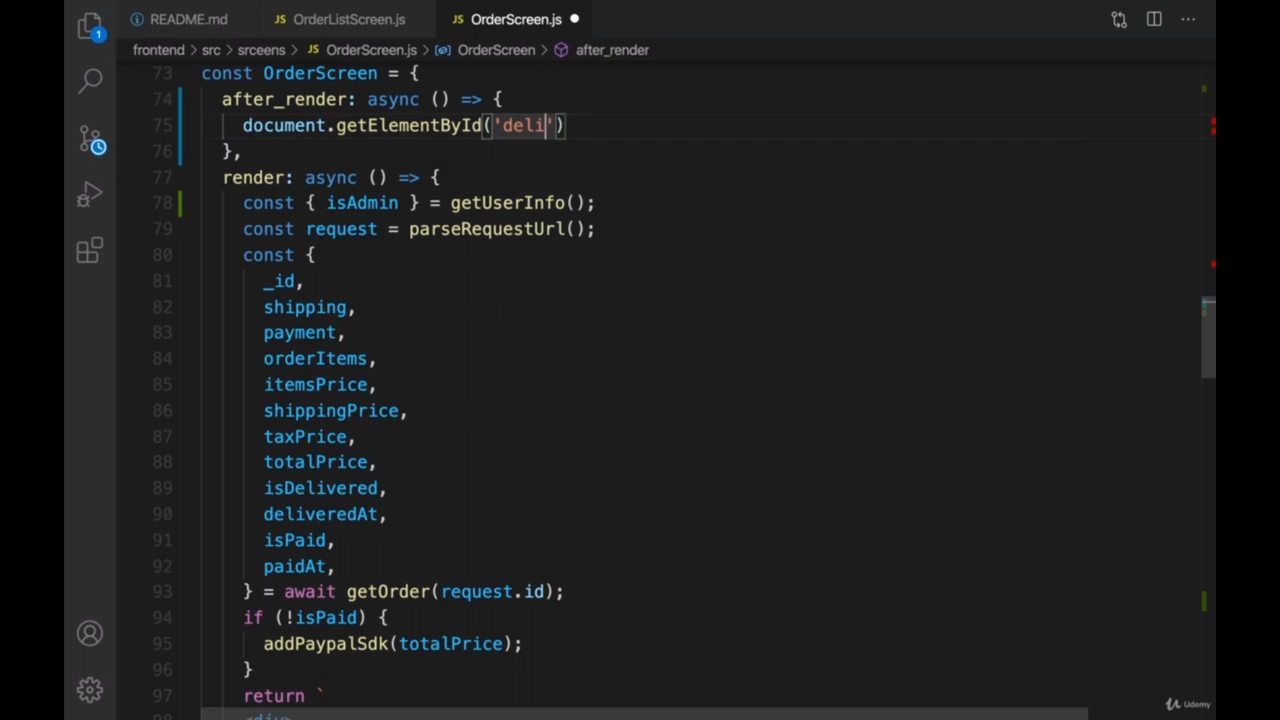 README.md
OrderListScreen.js
OrderScreen.js
1
frontend > src > srceens > JS OrderScreen.js > OrderScreen > after_render
73 const OrderScreen = {
74 after_render: async () => {
75 document.getElementById('deli')
76 },
77 render: async () => {
78 const { isAdmin } = getUserInfo();
79 const request = parseRequestUrl();
80 const {
81 _id,
82 shipping,
83 payment,
84 orderItems,
85 itemsPrice,
86 shippingPrice,
87 taxPrice,
88 totalPrice,
89 isDelivered,
90 deliveredAt,
91 isPaid,
92 paidAt,
93 } = await getOrder(request.id);
94 if (!isPaid) {
95 addPaypalSdk(totalPrice);
96 }
97 return `
Udemy